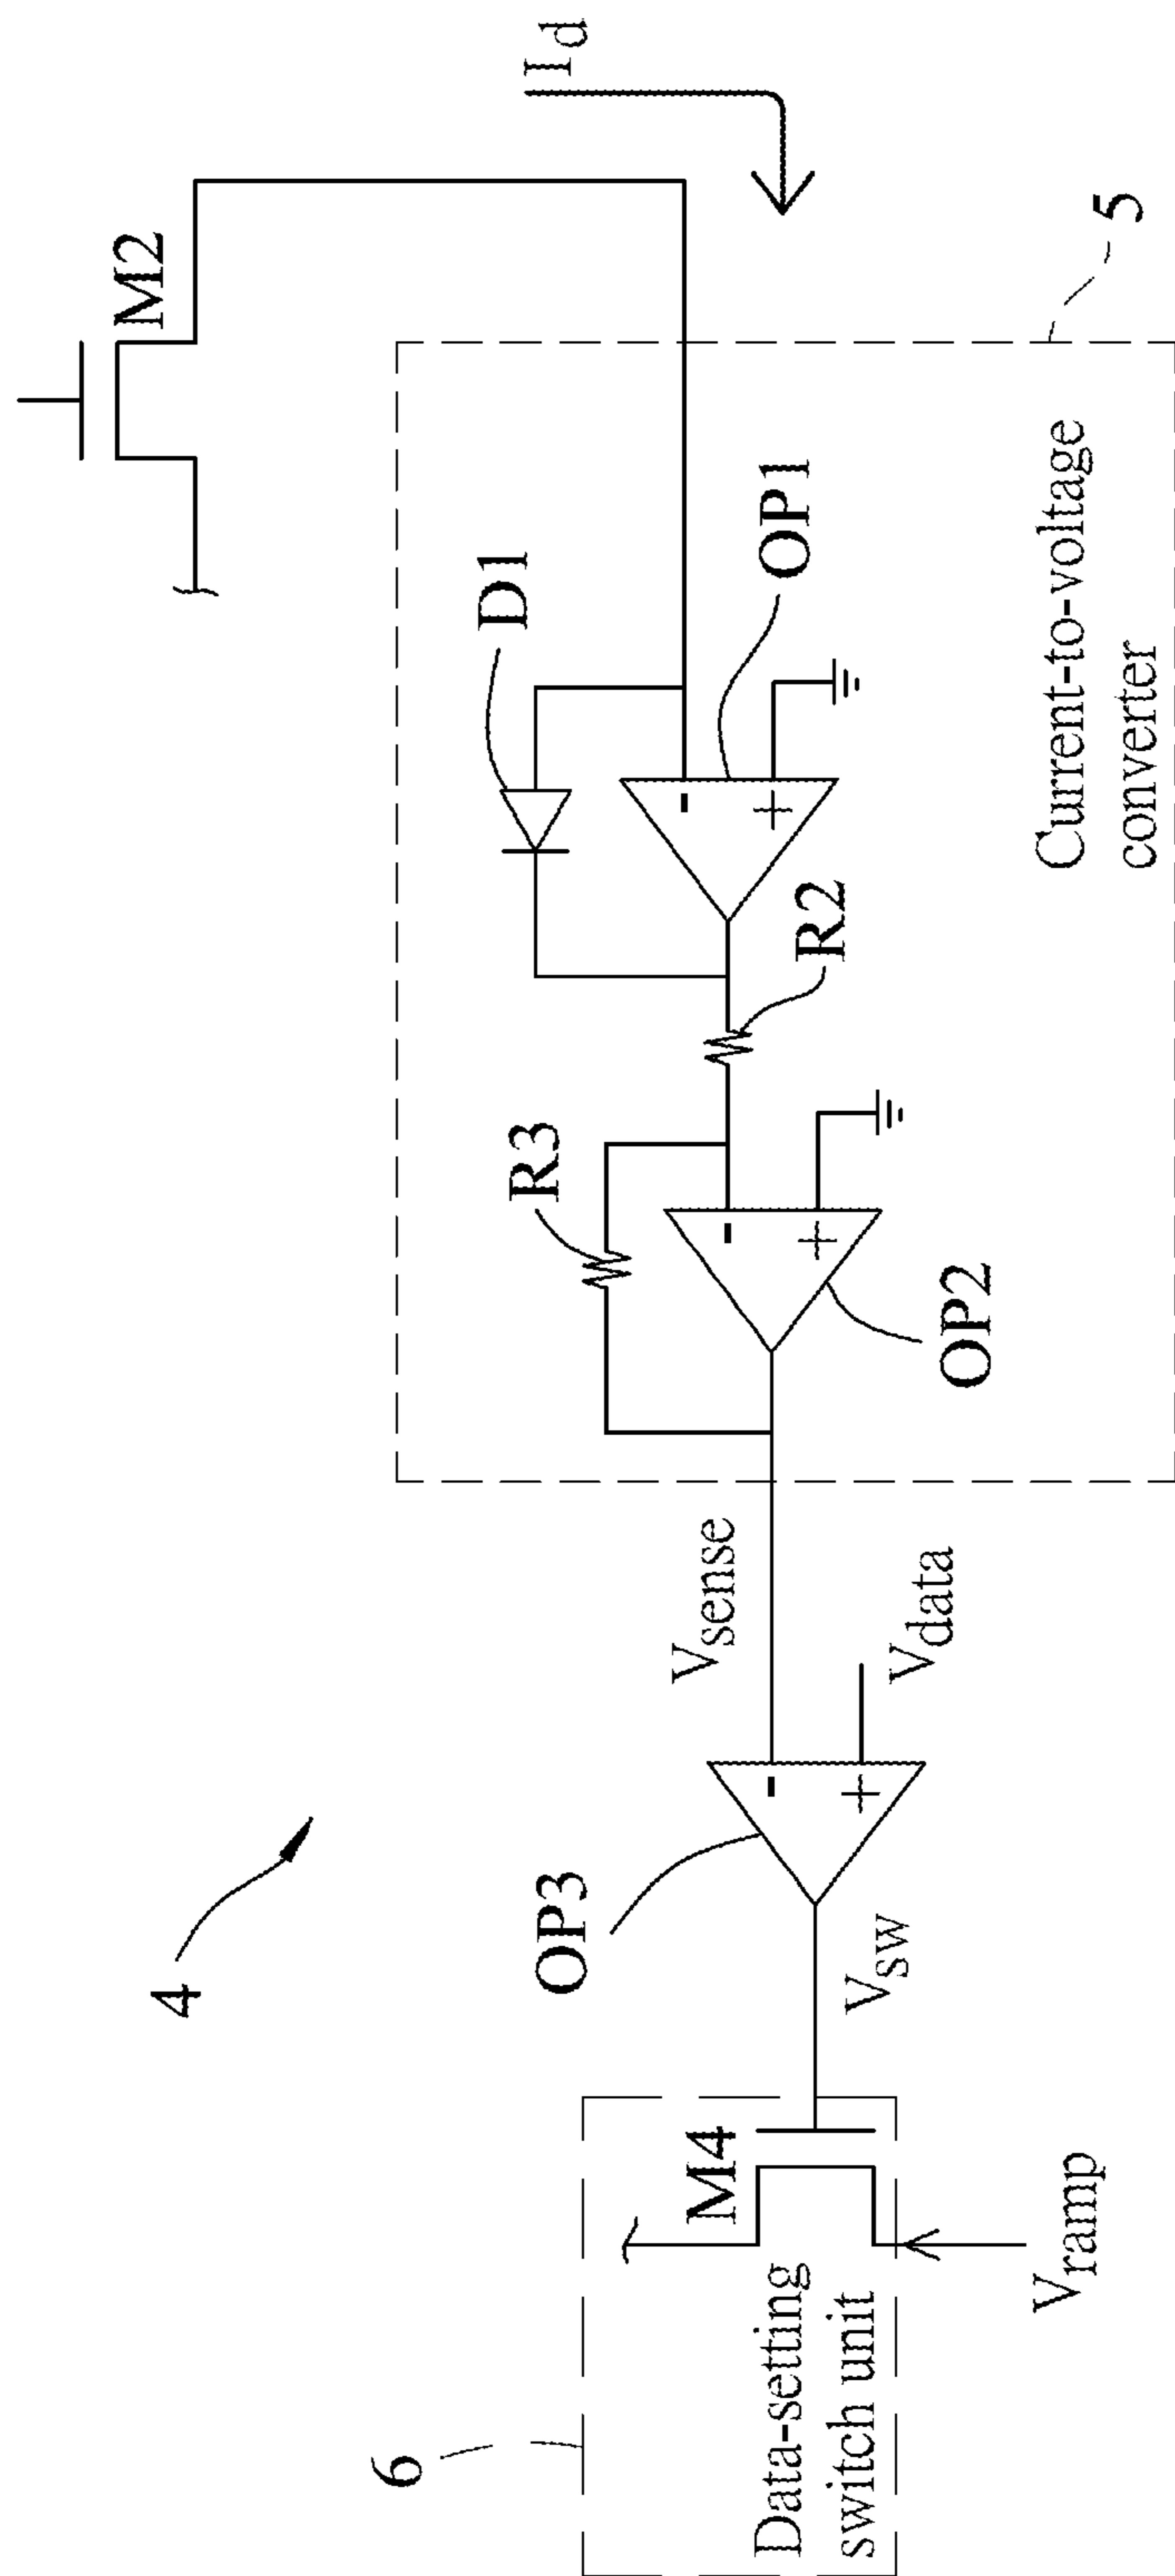 4
6
M4
Data-setting
switch unit
Vramp
Vsw
OP3
-
+
Vsense
Vdata
R3
-
+
OP2
R2
D1
-
+
OP1
Current-to-voltage
converter
5
M2
Id